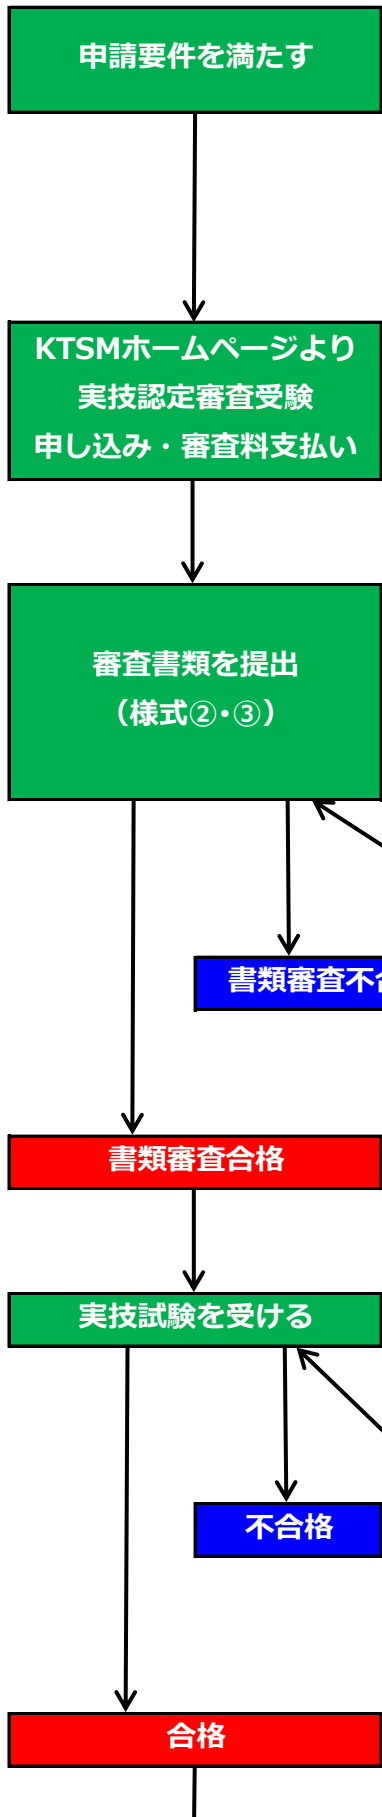 申請要件を満たす
KTSMホームページより
実技認定審査受験
申し込み・審査料支払い
審査書類を提出
（様式②・③）
書類審査不
書類審査合格
実技試験を受ける
不合格
合格